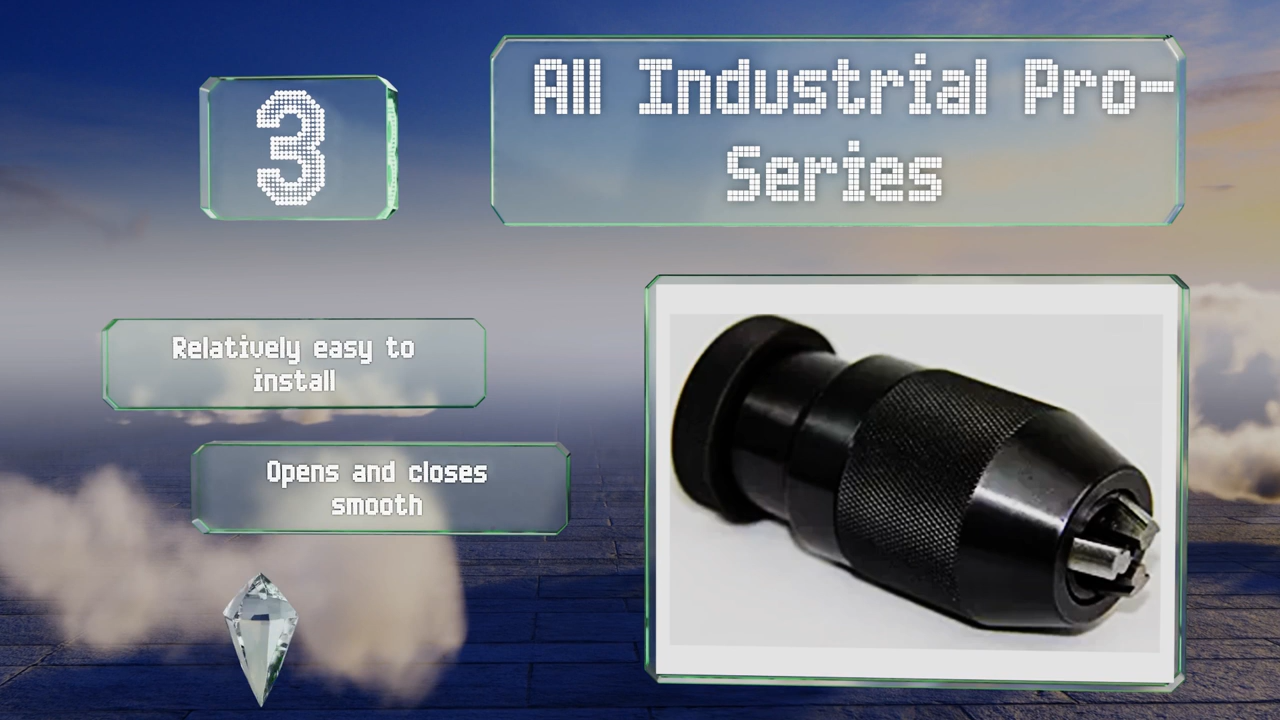 3
All Industrial Pro-
Series
Relatively easy to
install
Opens and closes
smooth